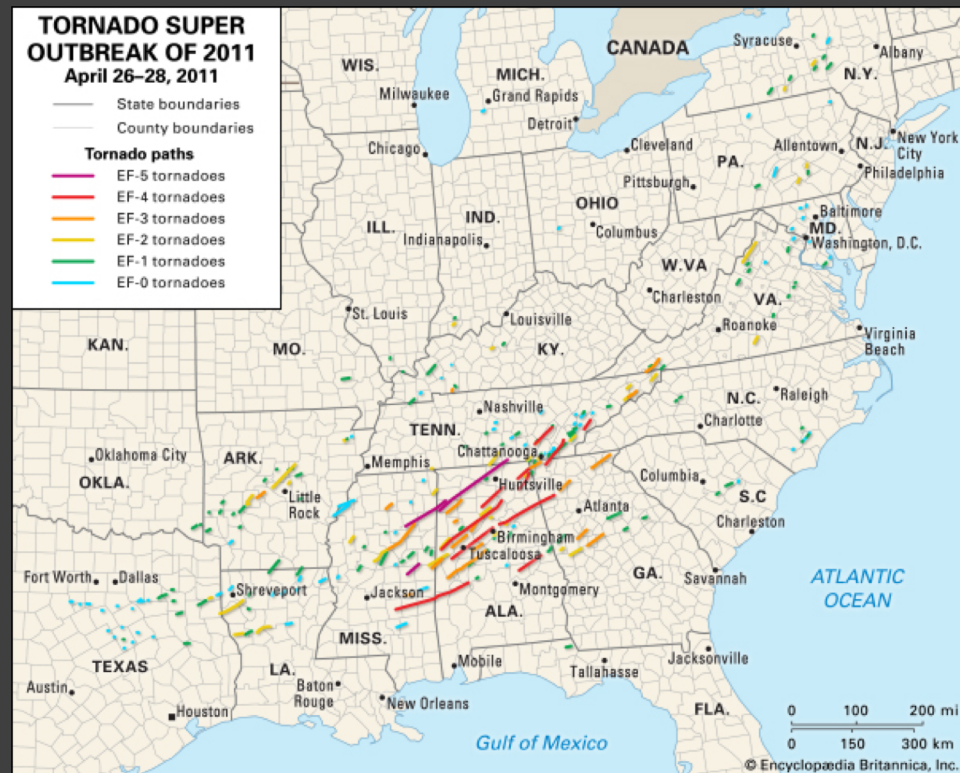 TORNADO SUPER
OUTBREAK OF 2011
April 26–28, 2011
State boundaries
County boundaries
Tornado paths
EF-5 tornadoes
EF-4 tornadoes
EF-3 tornadoes
EF-2 tornadoes
EF-1 tornadoes
EF-0 tornadoes
CANADA
WIS.
MICH.
Milwaukee
Grand Rapids
Detroit
Chicago
Syracuse
Albany
N.Y.
Cleveland
PA.
Allentown
N.J.
New York
City
Philadelphia
Pittsburgh
OHIO
Columbus
IND.
Indianapolis
ILL.
Baltimore
MD.
Washington, D.C.
W.VA
Charleston
VA.
Roanoke
Virginia
Beach
St. Louis
Louisville
KY.
KAN.
MO.
N.C.
Raleigh
Charlotte
Nashville
TENN.
Chattanooga
Memphis
Oklahoma City
OKLA.
ARK.
Little
Rock
Huntsville
Columbia
S.C
Charleston
Atlanta
Birmingham
Tuscaloosa
Fort Worth
Dallas
Shreveport
Jackson
Montgomery
GA.
Savannah
ATLANTIC
OCEAN
ALA.
MISS.
TEXAS
LA.
Mobile
Tallahasse
Jacksonville
Austin
Baton
Rouge
New Orleans
Houston
FLA.
Gulf of Mexico
0 100 200 mi
0 150 300 km
© Encyclopædia Britannica, Inc.